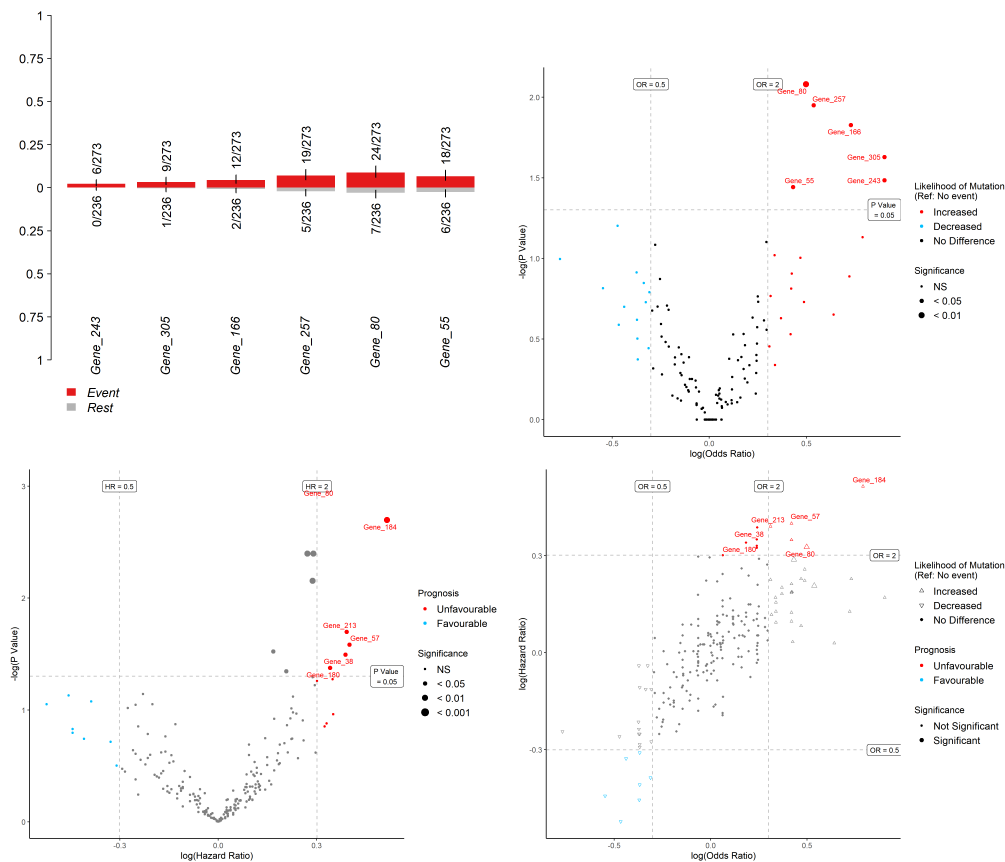 1
0.75
0.5
0.25
0
0.25
0.5
0.75
1
6/273
9/273
12/273
19/273
24/273
18/273
0/236
1/236
2/236
5/236
7/236
6/236
Gene_243
Gene_305
Gene_166
Gene_257
Gene_80
Gene_55
Event
Rest
-log(P Value)
2.0
1.5
1.0
0.5
0.0
-0.5
0.0
0.5
log(Odds Ratio)
OR = 0.5
OR = 2
Gene_80
Gene_257
Gene_166
Gene_305
Gene_243
Gene_55
P Value
= 0.05
Likelihood of Mutation
(Ref: No event)
Increased
Decreased
No Difference
Significance
NS
< 0.05
< 0.01
-log(P Value)
3
2
1
0
-0.3
0.0
0.3
log(Hazard Ratio)
HR = 0.5
HR = 2
Gene_80
Gene_184
Gene_213
Gene_57
Gene_38
Gene_180
P Value
= 0.05
Prognosis
Unfavourable
Favourable
Significance
NS
< 0.05
< 0.01
< 0.001
log(Hazard Ratio)
0.3
0.0
-0.3
-0.5
0.0
0.5
log(Odds Ratio)
OR = 0.5
OR = 2
Gene_184
Gene_213
Gene_57
Gene_38
Gene_180
Gene_80
OR = 2
OR = 0.5
Likelihood of Mutation
(Ref: No event)
Increased
Decreased
No Difference
Prognosis
Unfavourable
Favourable
Significance
Not Significant
Significant